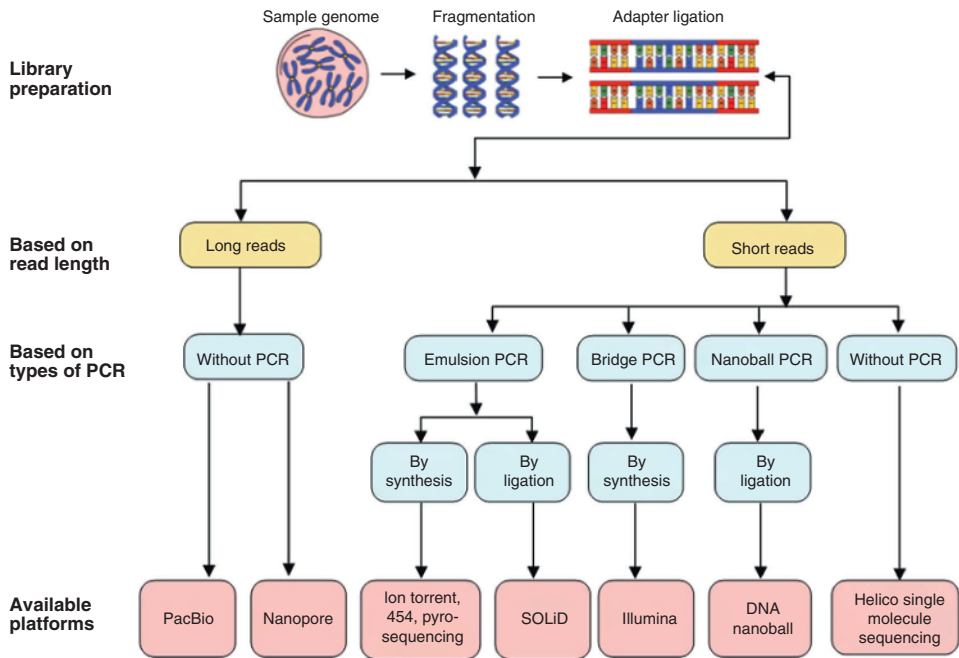 Sample genome
Fragmentation
Adapter ligation
Library
preparation
Based on
read length
Long reads
Short reads
Based on
types of PCR
Without PCR
Emulsion PCR
Bridge PCR
Nanoball PCR
Without PCR
By
synthesis
By
ligation
By
synthesis
By
ligation
Available
platforms
PacBio
Nanopore
Ion torrent,
454, pyro-
sequencing
SOLiD
Illumina
DNA
nanoball
Helico single
molecule
sequencing